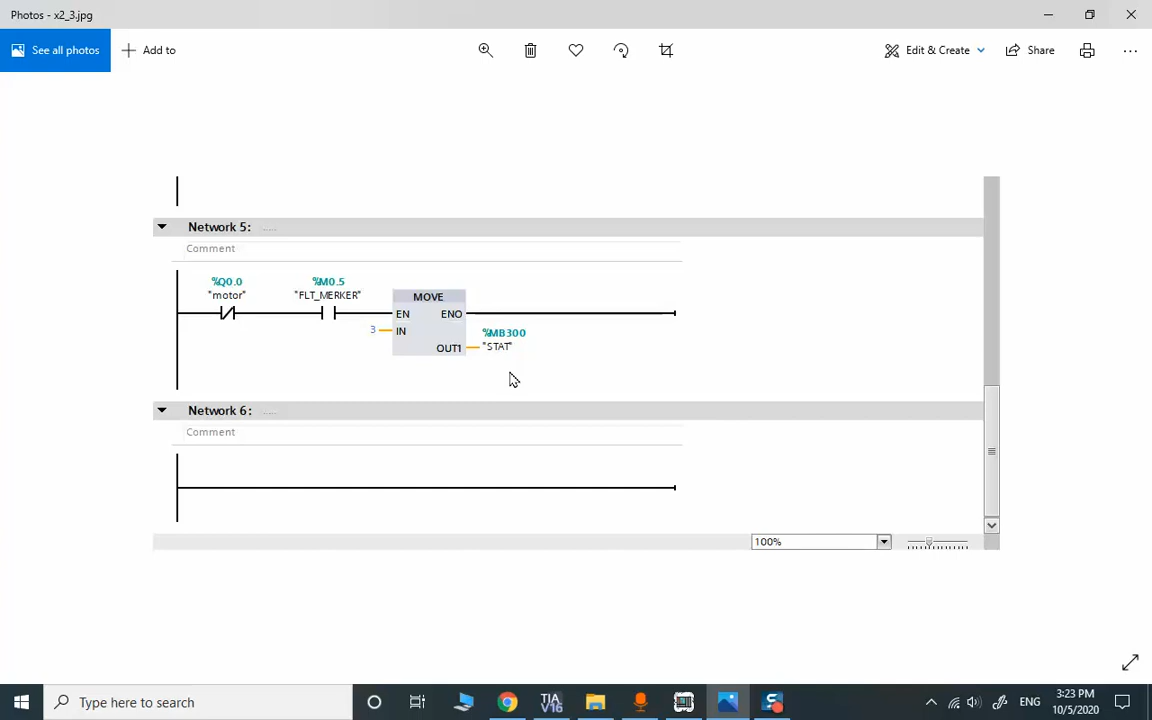 Photos - x2_3.jpg
See all photos
Add to
Edit & Create
Share
Network 5:
Comment
%Q0.0
%M0.5
"motor"
"FLT_MERKER"
MOVE
EN
ENO
3
IN
%MB300
OUT1
"STAT"
Network 6:
Comment
100%
TIA
V16
Type here to search
ENG
3:23 PM
10/5/2020